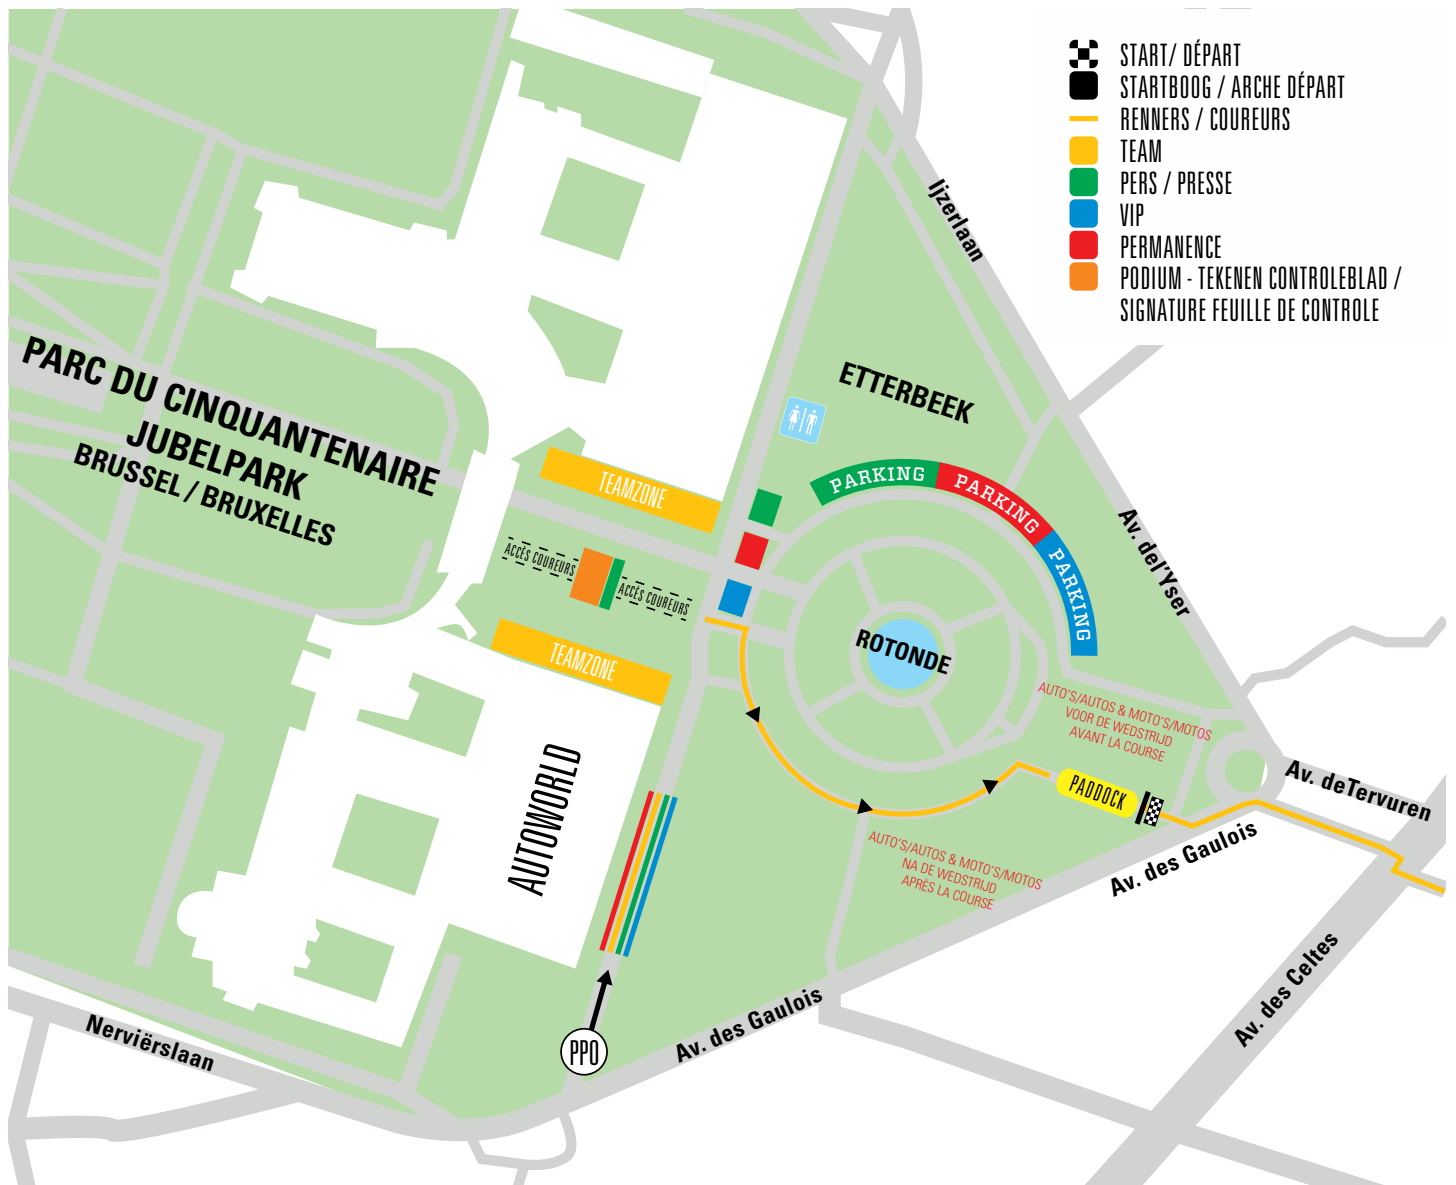 START/ DÉPART
STARTBOOG / ARCHE DÉPART
RENNERS / COUREURS
TEAM
PERS / PRESSE
VIP
PERMANENCE
PODIUM - TEKENEN CONTROLEBLAD /
SIGNATURE FEUILLE DE CONTROLE
Ijzerlaan
PARC DU CINQUANTENAIRE
JUBELPARK
BRUSSEL / BRUXELLES
ETTERBEEK
TEAMZONE
PARKING
PARKING
PARKING
Av. del'Yser
ACCÈS COUREURS
ACCÈS COUREURS
TEAMZONE
ROTONDE
AUTO'S/AUTOS & MOTO'S/MOTOS
VOOR DE WEDSTRIJD
AVANT LA COURSE
PADDOCK
Av. deTervuren
AUTOWORLD
AUTO'S/AUTOS & MOTO'S/MOTOS
NA DE WEDSTRIJD
APRÈS LA COURSE
Av. des Gaulois
Av. des Celtes
Av. des Gaulois
Nerviërslaan
PPO